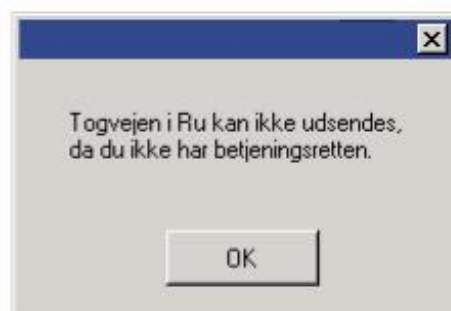 Togvejen i Ru kan ikke udsendes,
da du ikke har betjeningsretten.
OK